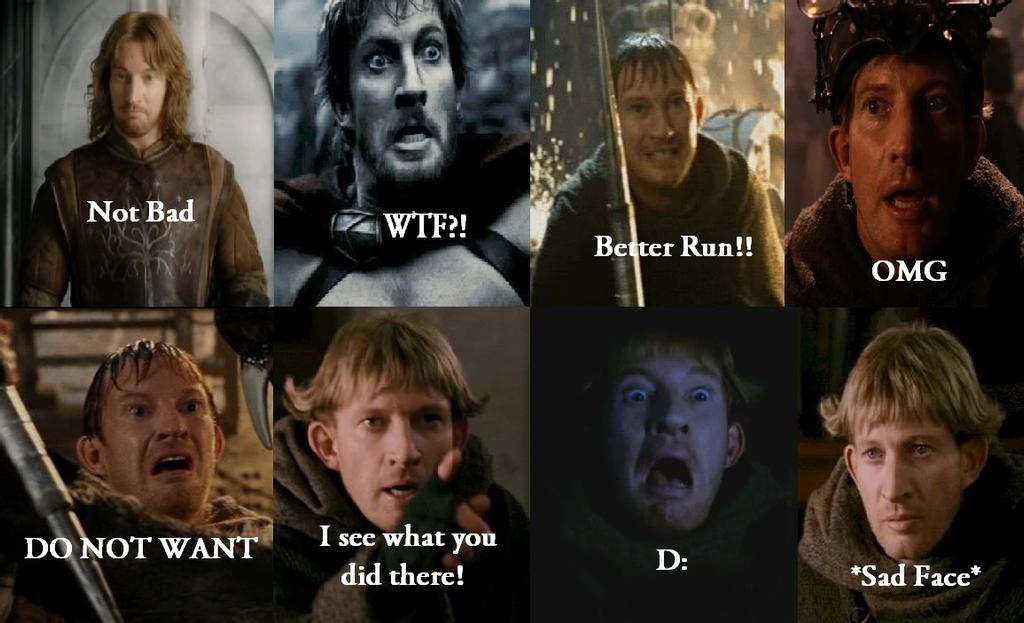 Not Bad
WTF?!
Better Run!!
OMG
DO NOT WANT
I see what you
did there!
D:
*Sad Face*